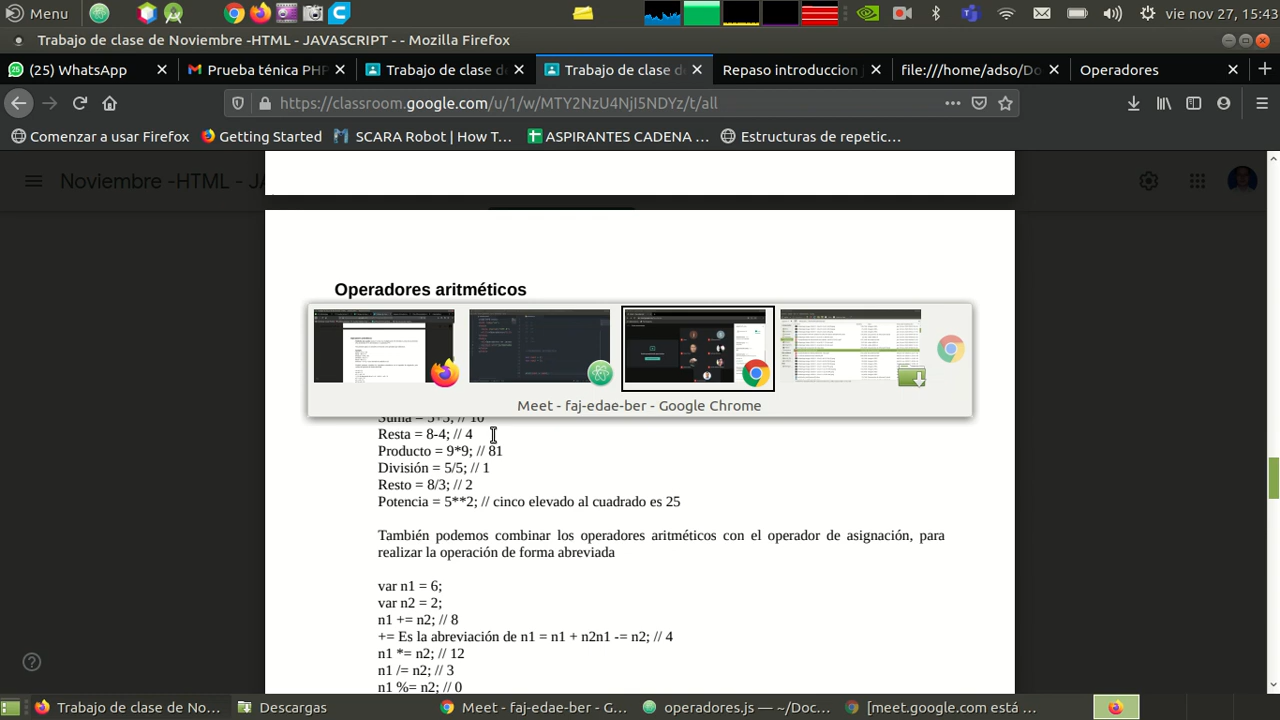 Menu
vie nov 27, 15:43
Trabajo de clase de Noviembre -HTML - JAVASCRIPT - - Mozilla Firefox
(25) WhatsApp
Prueba ténica PHP
Trabajo de clase d
Trabajo de clase de
Repaso introduccion
file:///home/adso/Do
Operadores
https://classroom.google.com/u/1/w/MTY2NzU4NjI5NDYz/t/all
Comenzar a usar Firefox
Getting Started
SCARA Robot | How T…
ASPIRANTES CADENA …
Estructuras de repetic…
Noviembre -HTML - JA
Operadores aritméticos
Meet - faj-edae-ber - Google Chrome
Suma = 5+5; // 10
Resta = 8-4; // 4
Producto = 9*9; // 81
División = 5/5; // 1
Resto = 8/3; // 2
Potencia = 5**2; // cinco elevado al cuadrado es 25
También podemos combinar los operadores aritméticos con el operador de asignación, para
realizar la operación de forma abreviada
var n1 = 6;
var n2 = 2;
n1 += n2; // 8
+= Es la abreviación de n1 = n1 + n2n1 -= n2; // 4
n1 *= n2; // 12
n1 /= n2; // 3
n1 %= n2; // 0
Trabajo de clase de No…
Descargas
Meet - faj-edae-ber - G…
operadores.js — ~/Doc…
[meet.google.com está …